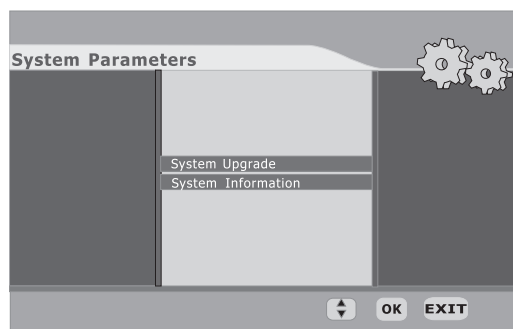 System Parameters
System Upgrade
System Information
OK EXIT